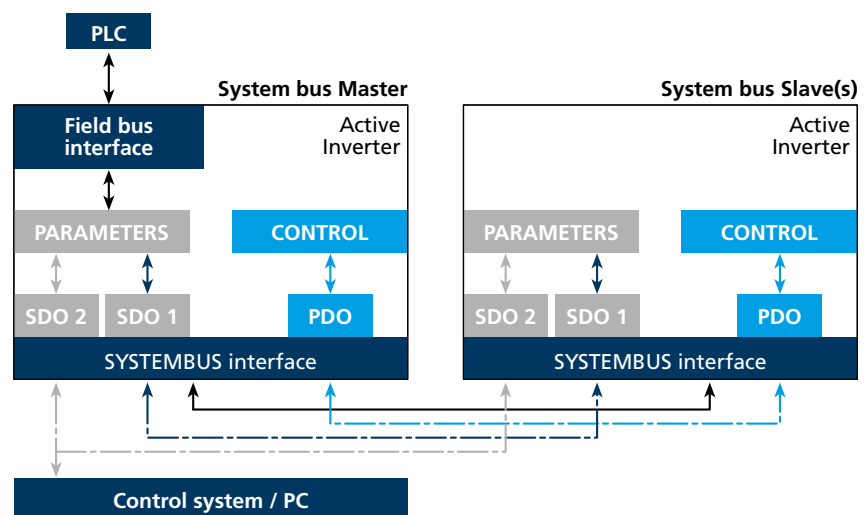 PLC
System bus Master
System bus Slave(s)
Field bus
interface
Active
Inverter
Active
Inverter
PARAMETERS
CONTROL
PARAMETERS
CONTROL
SDO 2
SDO 1
PDO
SDO 2
SDO 1
PDO
SYSTEMBUS interface
SYSTEMBUS interface
Control system / PC